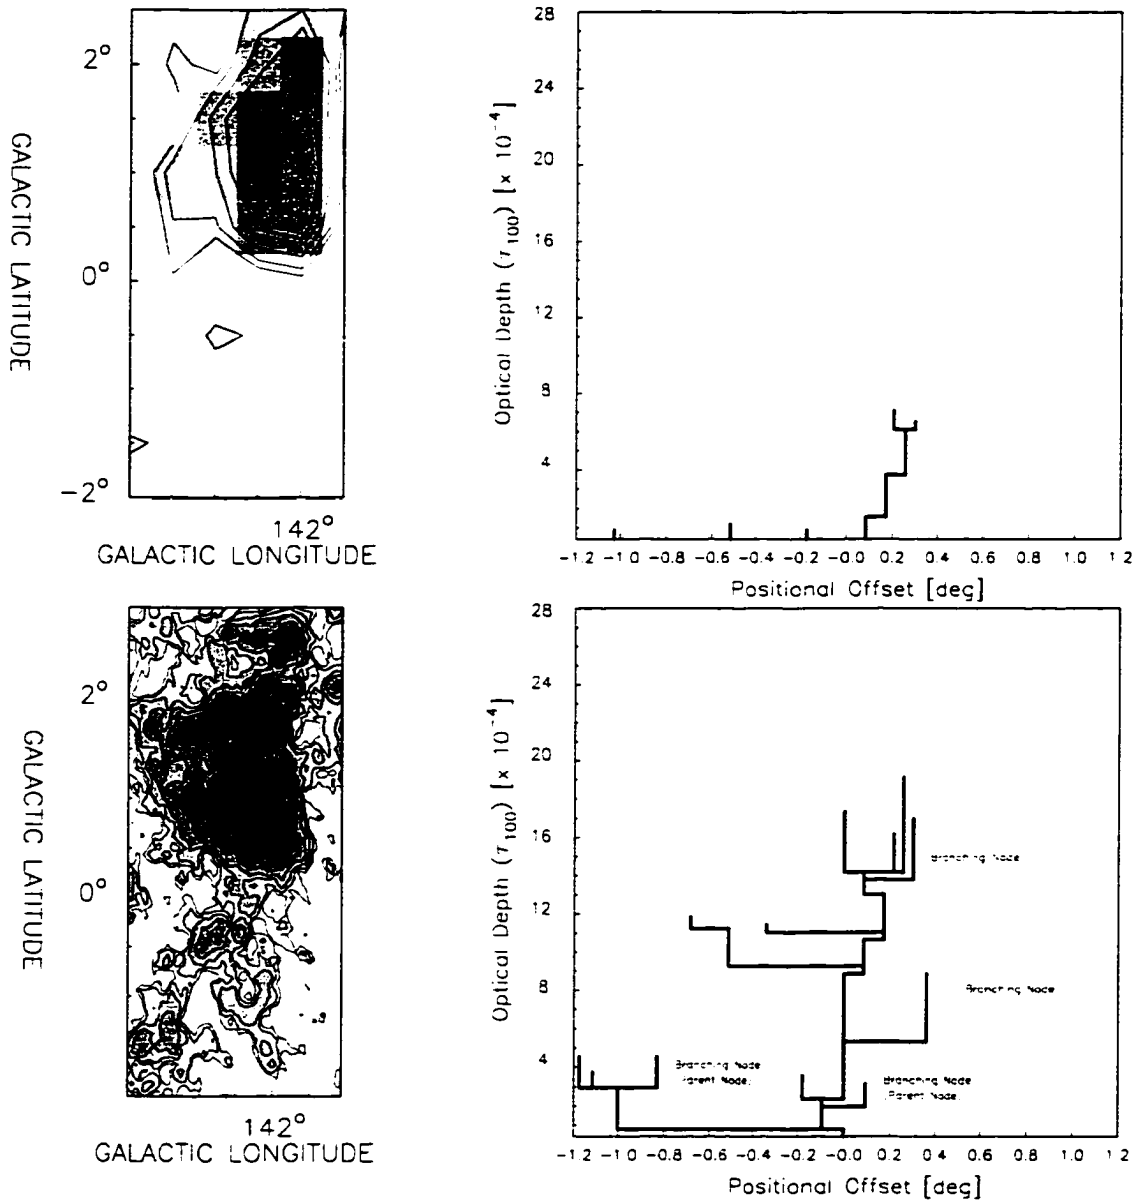 2°
0°
-2°
GALACTIC LATITUDE
142°
GALACTIC LONGITUDE
28
24
20
16
12
8
4
Optical Depth (τ100) [x 10−4]
-1.2 -1.0 -0.8 -0.6 -0.4 -0.2 -0.0 0.2 0.4 0.6 0.8 1.0 1.2
Positional Offset [deg]
2°
0°
GALACTIC LATITUDE
142°
GALACTIC LONGITUDE
28
24
20
16
12
8
4
Optical Depth (τ100) [x 10−4]
Branching Node
Branching Node
Branching Node
(Parent Node)
Branching Node
(Parent Node)
-1.2 -1.0 -0.8 -0.6 -0.4 -0.2 -0.0 0.2 0.4 0.6 0.8 1.0 1.2
Positional Offset [deg]